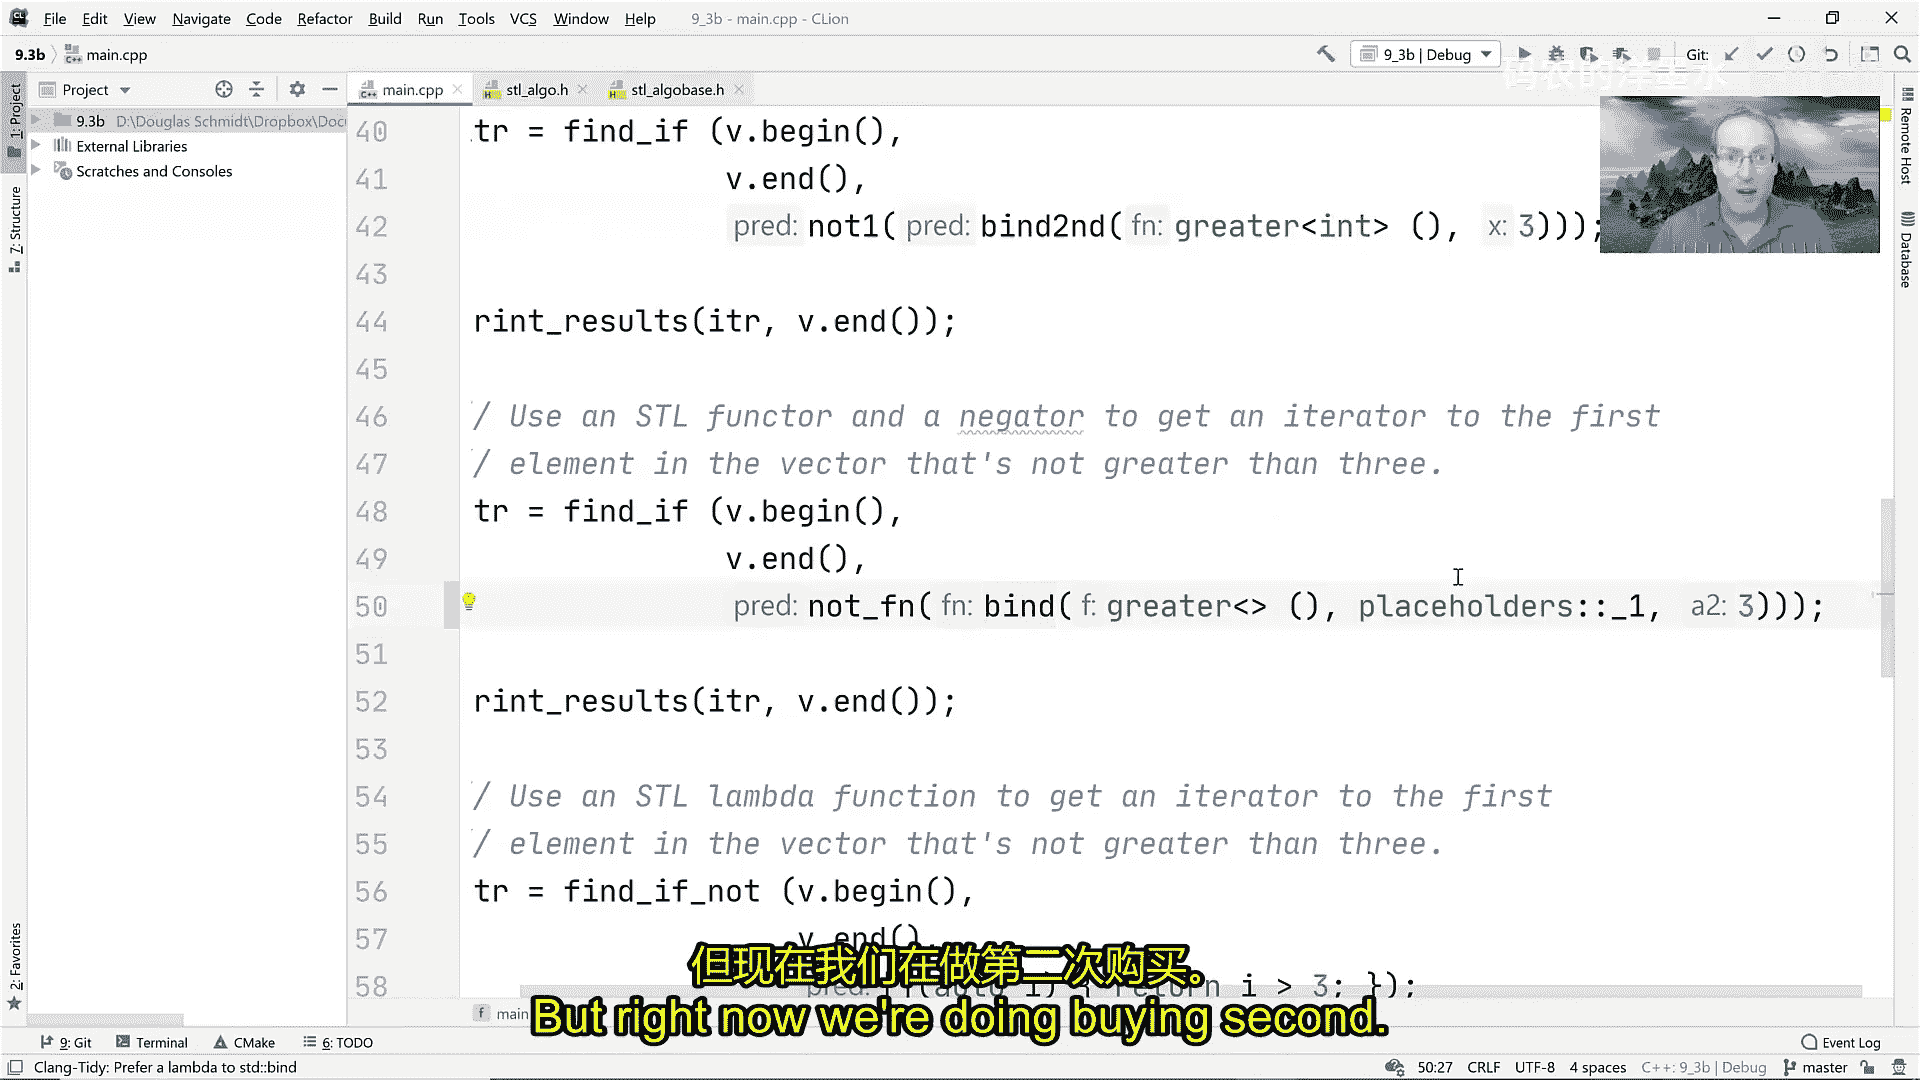 File Edit View Navigate Code Refactor Build Run Tools VCS Window Help 9_3b - main.cpp - CLion
9.3b main.cpp 9_3b | Debug Git:
Project main.cpp stl_algo.h stl_algobase.h
9.3b D:\Douglas Schmidt\Dropbox\Docu
External Libraries
Scratches and Consoles
1: Project
7: Structure
2: Favorites
Remote Host
Database
40 tr = find_if (v.begin(),
41 v.end(),
42 pred: not1( pred: bind2nd( fn: greater<int> (), x: 3)));
43
44 rint_results(itr, v.end());
45
46 / Use an STL functor and a negator to get an iterator to the first
47 / element in the vector that's not greater than three.
48 tr = find_if (v.begin(),
49 v.end(),
50 pred: not_fn( fn: bind( f: greater<> (), placeholders::_1, a2: 3)));
51
52 rint_results(itr, v.end());
53
54 / Use an STL lambda function to get an iterator to the first
55 / element in the vector that's not greater than three.
56 tr = find_if_not (v.begin(),
57 v.end(),
58 pred: [](auto i) { return i > 3; });
但现在我们在做第二次购买。
But right now we're doing buying second.
f main
9: Git Terminal CMake 6: TODO Event Log
Clang-Tidy: Prefer a lambda to std::bind 50:27 CRLF UTF-8 4 spaces C++: 9_3b | Debug master